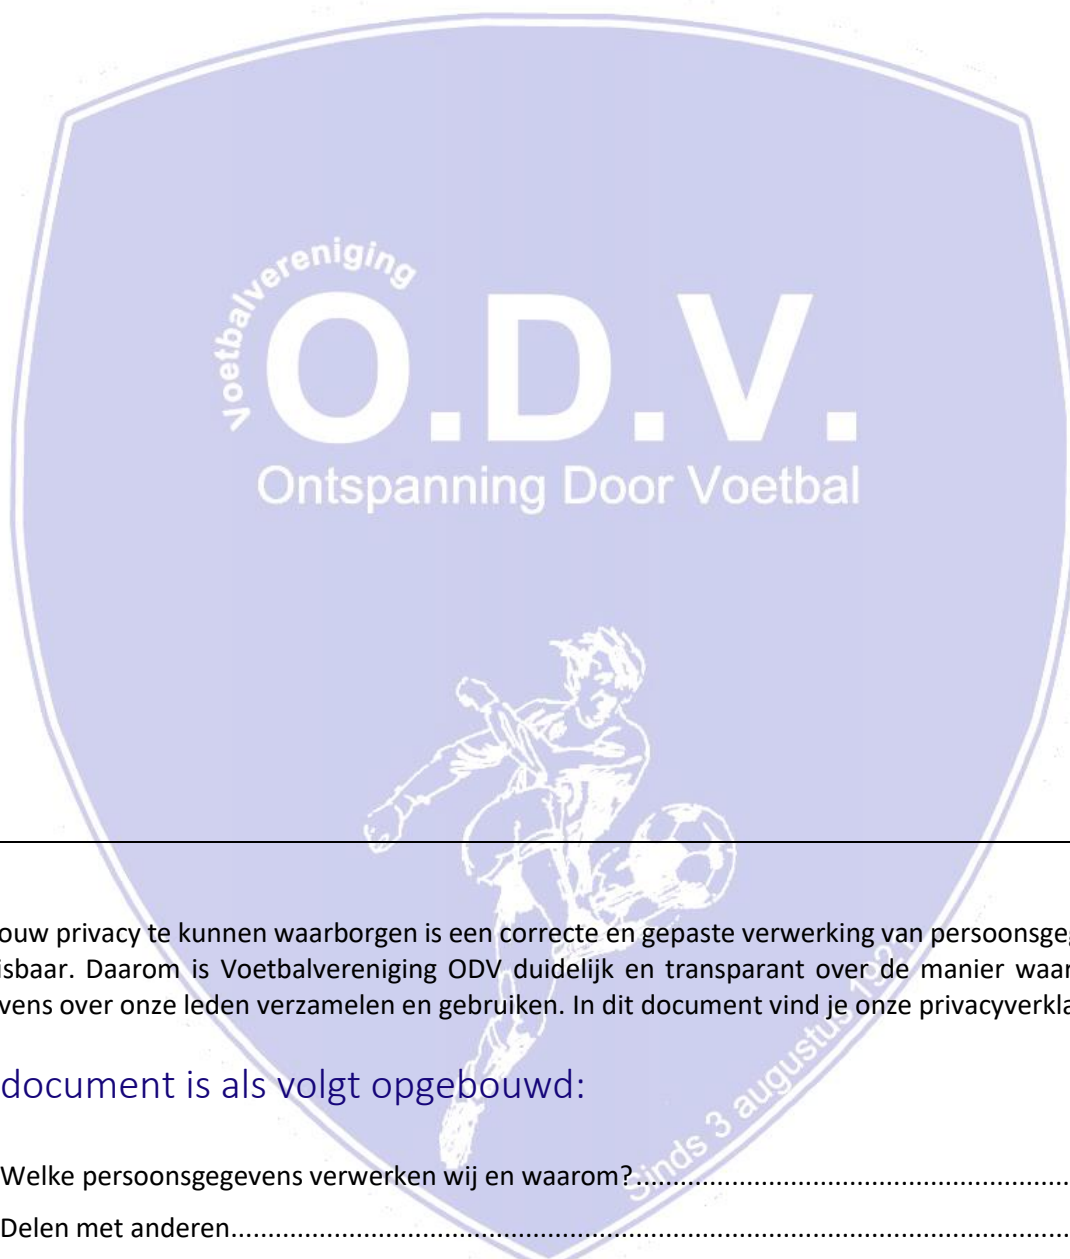 Voetbalvereniging
O.D.V.
Ontspanning Door Voetbal
ouw privacy te kunnen waarborgen is een correcte en gepaste verwerking van persoonsgeg
isbaar. Daarom is Voetbalvereniging ODV duidelijk en transparant over de manier waar
vens over onze leden verzamelen en gebruiken. In dit document vind je onze privacyverkla
document is als volgt opgebouwd:
Welke persoonsgegevens verwerken wij en waarom?
Delen met anderen
Sinds 3 augustus 1921